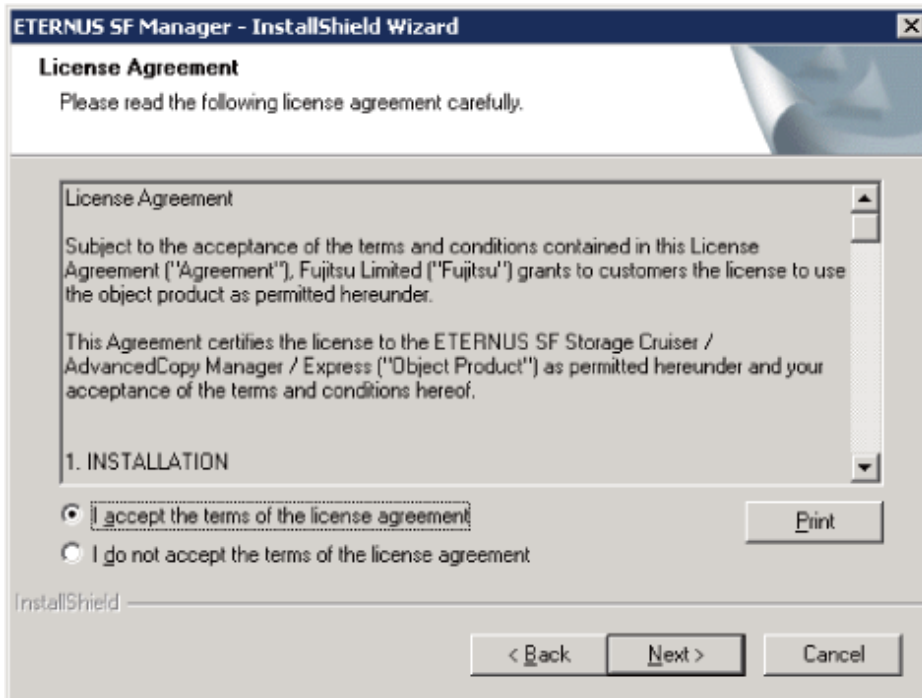 ETERNUS SF Manager - InstallShield Wizard
License Agreement
Please read the following license agreement carefully.
License Agreement
Subject to the acceptance of the terms and conditions contained in this License
Agreement ("Agreement"), Fujitsu Limited ("Fujitsu") grants to customers the license to use
the object product as permitted hereunder.
This Agreement certifies the license to the ETERNUS SF Storage Cruiser /
AdvancedCopy Manager / Express ("Object Product") as permitted hereunder and your
acceptance of the terms and conditions hereof.
1. INSTALLATION
I accept the terms of the license agreement
Print
I do not accept the terms of the license agreement
InstallShield
< Back
Next >
Cancel